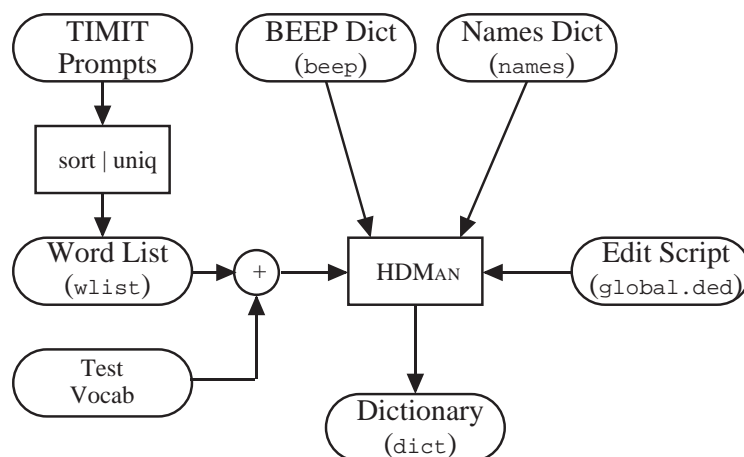 TIMIT
Prompts
BEEP Dict
(beep)
Names Dict
(names)
sort | uniq
Word List
(wlist)
+
HDMAN
Edit Script
(global.ded)
Test
Vocab
Dictionary
(dict)